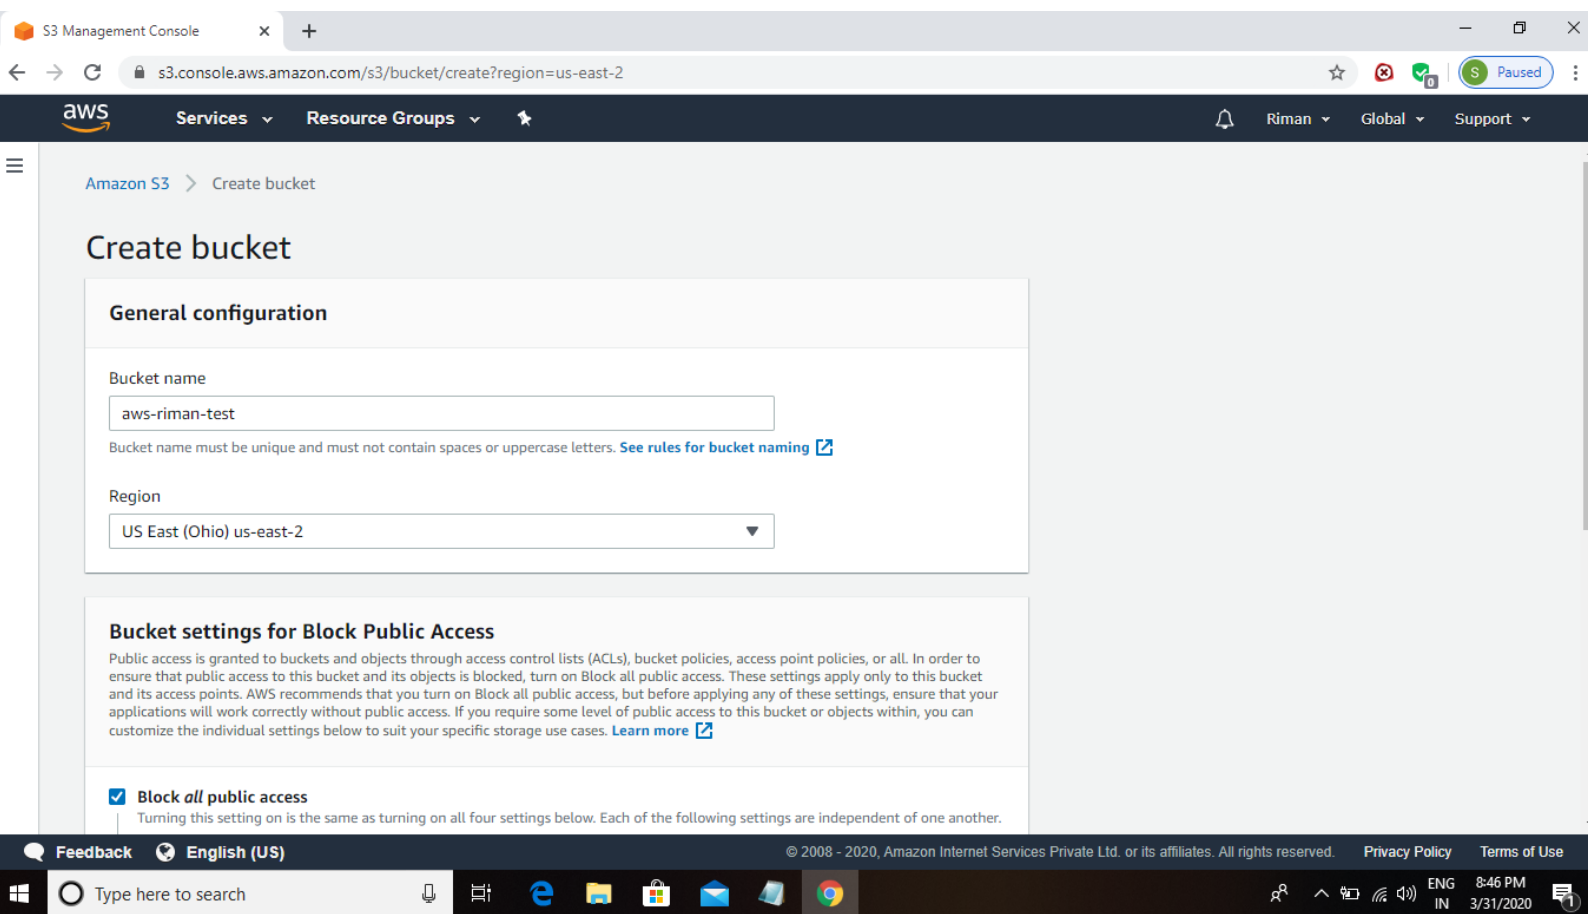 S3 Management Console
s3.console.aws.amazon.com/s3/bucket/create?region=us-east-2
0
S
Paused
aws
Services
Resource Groups
Riman
Global
Support
Amazon S3
Create bucket
Create bucket
General configuration
Bucket name
aws-riman-test
Bucket name must be unique and must not contain spaces or uppercase letters. See rules for bucket naming
Region
US East (Ohio) us-east-2
Bucket settings for Block Public Access
Public access is granted to buckets and objects through access control lists (ACLs), bucket policies, access point policies, or all. In order to
ensure that public access to this bucket and its objects is blocked, turn on Block all public access. These settings apply only to this bucket
and its access points. AWS recommends that you turn on Block all public access, but before applying any of these settings, ensure that your
applications will work correctly without public access. If you require some level of public access to this bucket or objects within, you can
customize the individual settings below to suit your specific storage use cases. Learn more
Block all public access
Turning this setting on is the same as turning on all four settings below. Each of the following settings are independent of one another.
Feedback
English (US)
© 2008 - 2020, Amazon Internet Services Private Ltd. or its affiliates. All rights reserved.
Privacy Policy
Terms of Use
Type here to search
ENG
IN
8:46 PM
3/31/2020
1